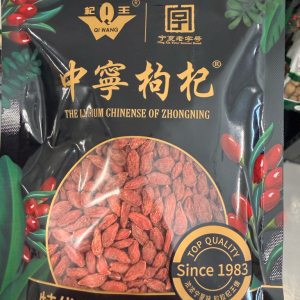 杞王
QI WANG
宁夏老字号
中寧枸杞
THE LYCIUM CHINENSE OF ZHONGNING
TOP QUALITY
Since 1983